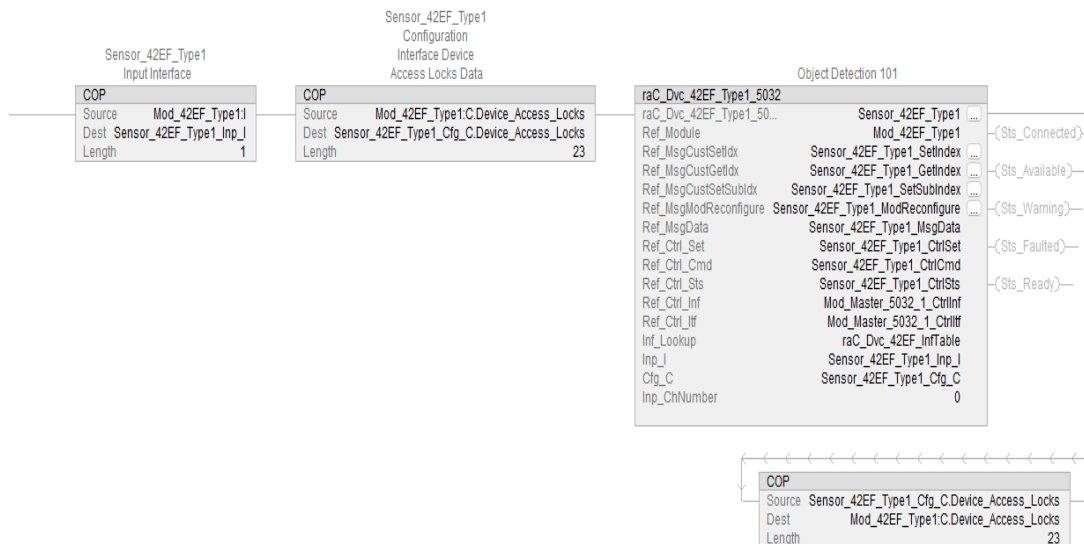 Sensor_42EF_Type1
Input Interface
COP
Source Mod_42EF_Type1:I
Dest Sensor_42EF_Type1_Inp_I
Length 1
Sensor_42EF_Type1
Configuration
Interface Device
Access Locks Data
COP
Source Mod_42EF_Type1:C.Device_Access_Locks
Dest Sensor_42EF_Type1_Cfg_C.Device_Access_Locks
Length 23
Object Detection 101
raC_Dvc_42EF_Type1_5032
raC_Dvc_42EF_Type1_50... Sensor_42EF_Type1 ...
Ref_Module Mod_42EF_Type1 (Sts_Connected)
Ref_MsgCustSetIdx Sensor_42EF_Type1_SetIndex ...
Ref_MsgCustGetIdx Sensor_42EF_Type1_GetIndex ... (Sts_Available)
Ref_MsgCustSetSubIdx Sensor_42EF_Type1_SetSubIndex ...
Ref_MsgModReconfigure Sensor_42EF_Type1_ModReconfigure ... (Sts_Warning)
Ref_MsgData Sensor_42EF_Type1_MsgData
Ref_Ctrl_Set Sensor_42EF_Type1_CtrlSet (Sts_Faulted)
Ref_Ctrl_Cmd Sensor_42EF_Type1_CtrlCmd
Ref_Ctrl_Sts Sensor_42EF_Type1_CtrlSts (Sts_Ready)
Ref_Ctrl_Inf Mod_Master_5032_1_CtrlInf
Ref_Ctrl_Itf Mod_Master_5032_1_CtrlItf
Inf_Lookup raC_Dvc_42EF_InfTable
Inp_I Sensor_42EF_Type1_Inp_I
Cfg_C Sensor_42EF_Type1_Cfg_C
Inp_ChNumber 0
COP
Source Sensor_42EF_Type1_Cfg_C.Device_Access_Locks
Dest Mod_42EF_Type1:C.Device_Access_Locks
Length 23